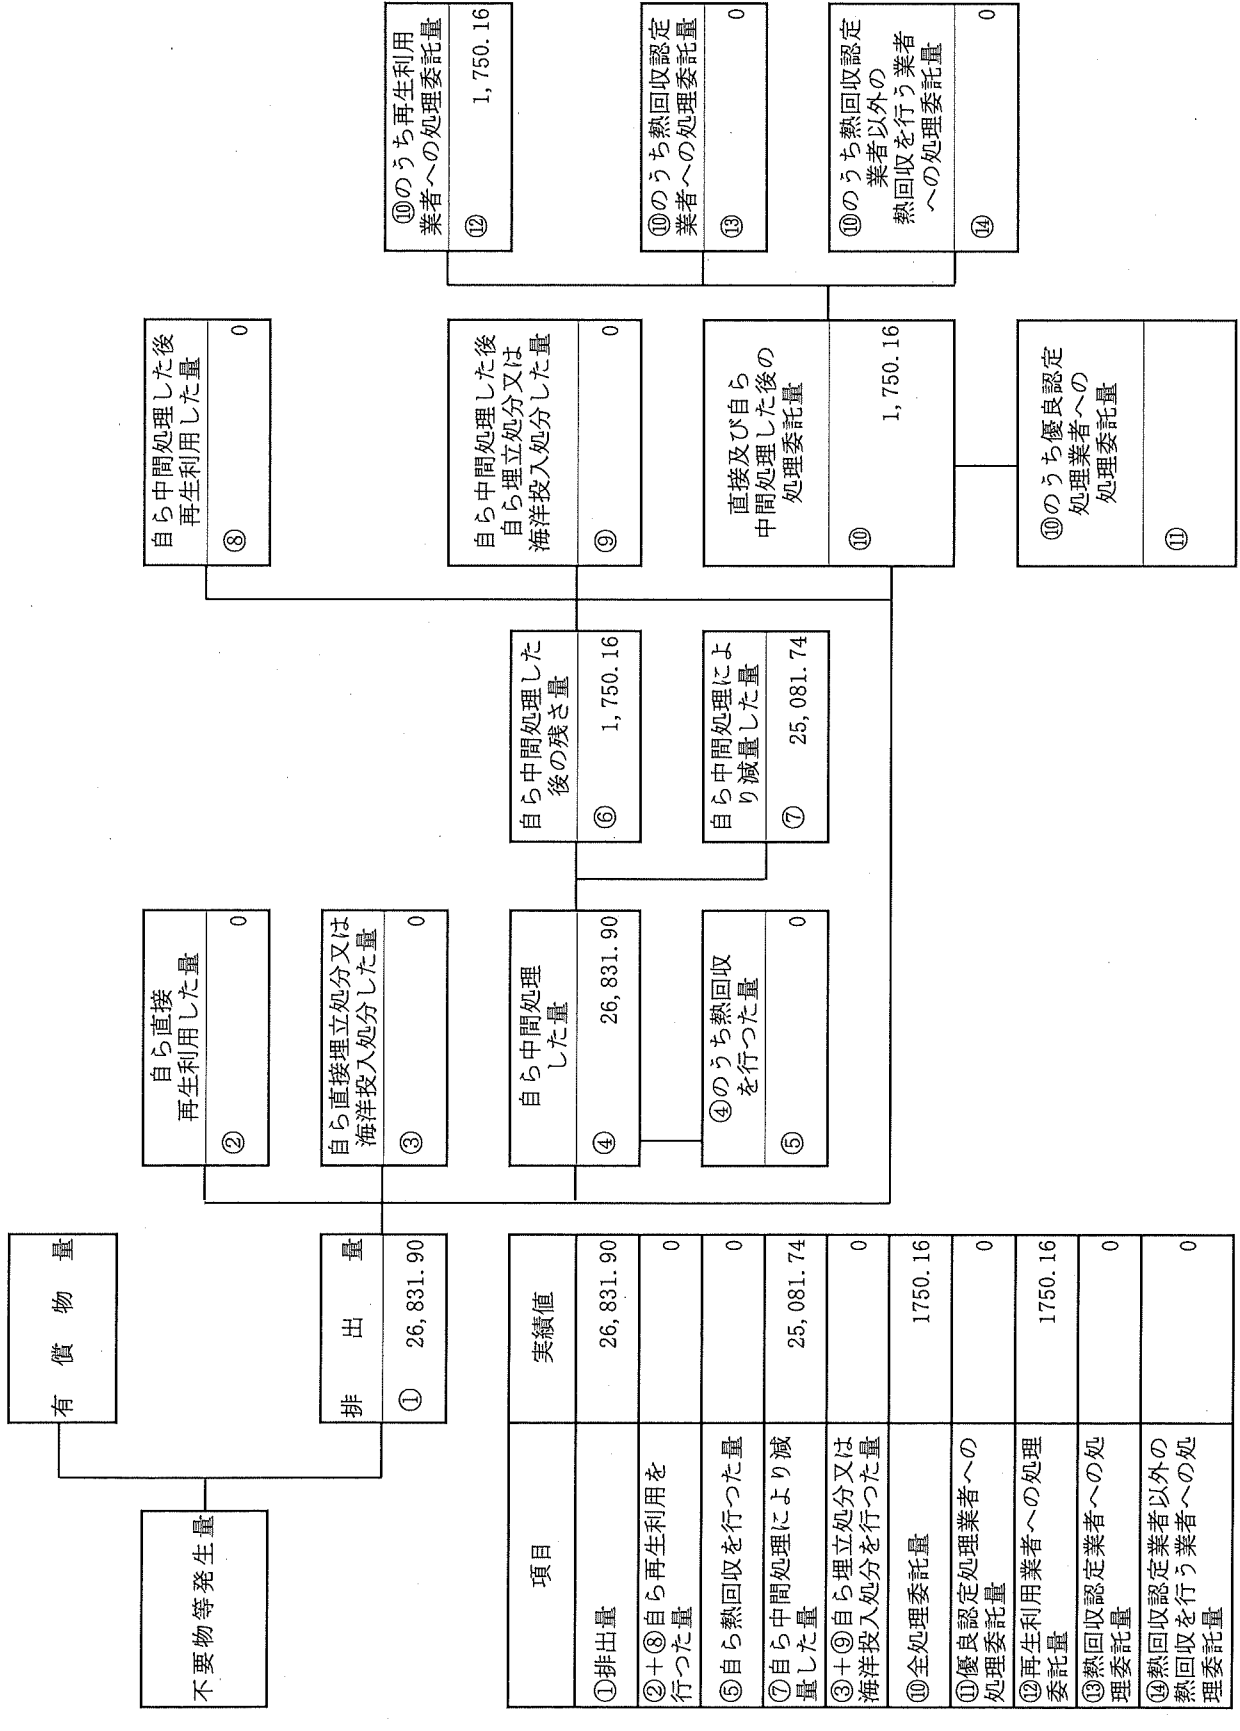 不要物等発生量
有償物量
排出量
① 26,831.90
自ら直接
再生利用した量
② 0
自ら直接埋立処分又は
海洋投入処分した量
③ 0
自ら中間処理
した量
④ 26,831.90
④のうち熱回収
を行つた量
⑤ 0
自ら中間処理した
後の残さ量
⑥ 1,750.16
自ら中間処理によ
り減量した量
⑦ 25,081.74
自ら中間処理した後
再生利用した量
⑧ 0
自ら中間処理した後
自ら埋立処分又は
海洋投入処分した量
⑨ 0
直接及び自ら
中間処理した後の
処理委託量
⑩ 1,750.16
⑩のうち優良認定
処理業者への
処理委託量
⑪
⑩のうち再生利用
業者への処理委託量
⑫ 1,750.16
⑩のうち熱回収認定
業者への処理委託量
⑬ 0
⑩のうち熱回収認定
業者以外の
熱回収を行う業者
への処理委託量
⑭ 0
項目 実績値
①排出量 26,831.90
②+⑧自ら再生利用を
行つた量 0
⑤自ら熱回収を行つた量 0
⑦自ら中間処理により減
量した量 25,081.74
③+⑨自ら埋立処分又は
海洋投入処分を行つた量 0
⑩全処理委託量 1750.16
⑪優良認定処理業者への
処理委託量 0
⑫再生利用業者への処理
委託量 1750.16
⑬熱回収認定業者への処
理委託量 0
⑭熱回収認定業者以外の
熱回収を行う業者への処
理委託量 0